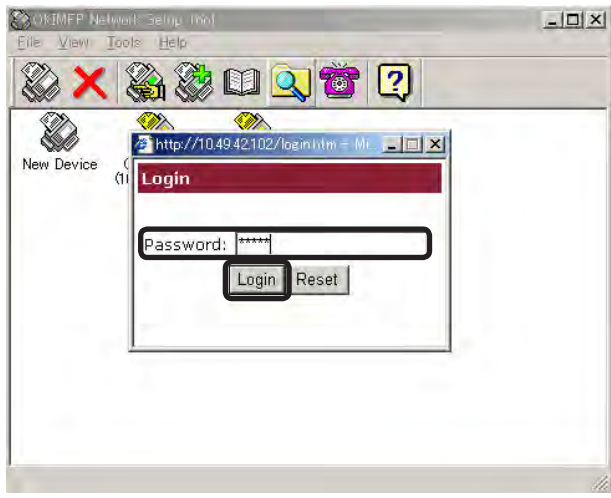 OKIMFP Network Setup Tool
File View Tools Help
New Device
http://10.49.42.102/login.htm - Mi
Login
Password: *****
Login Reset